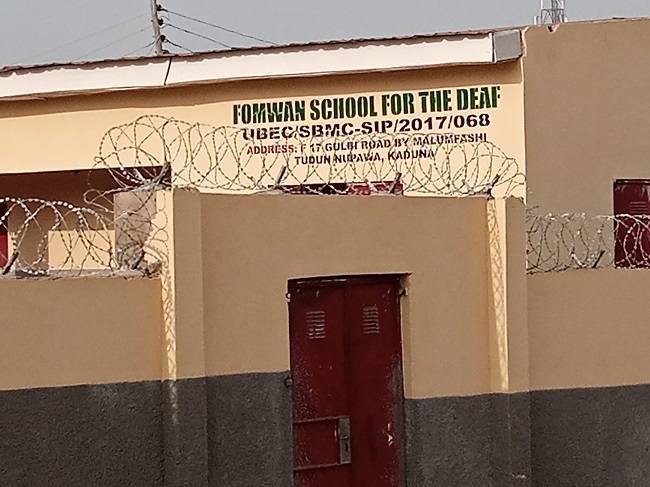 FOMWAN SCHOOL FOR THE DEAF
UBEC/SBMC-SIP/2017/068
ADDRESS: F 17 GULBI ROAD BY MALUMFASHI
TUDUN NUPAWA, KADUNA